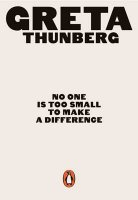 GRETA
THUNBERG
NO ONE
IS TOO SMALL
TO MAKE
A DIFFERENCE